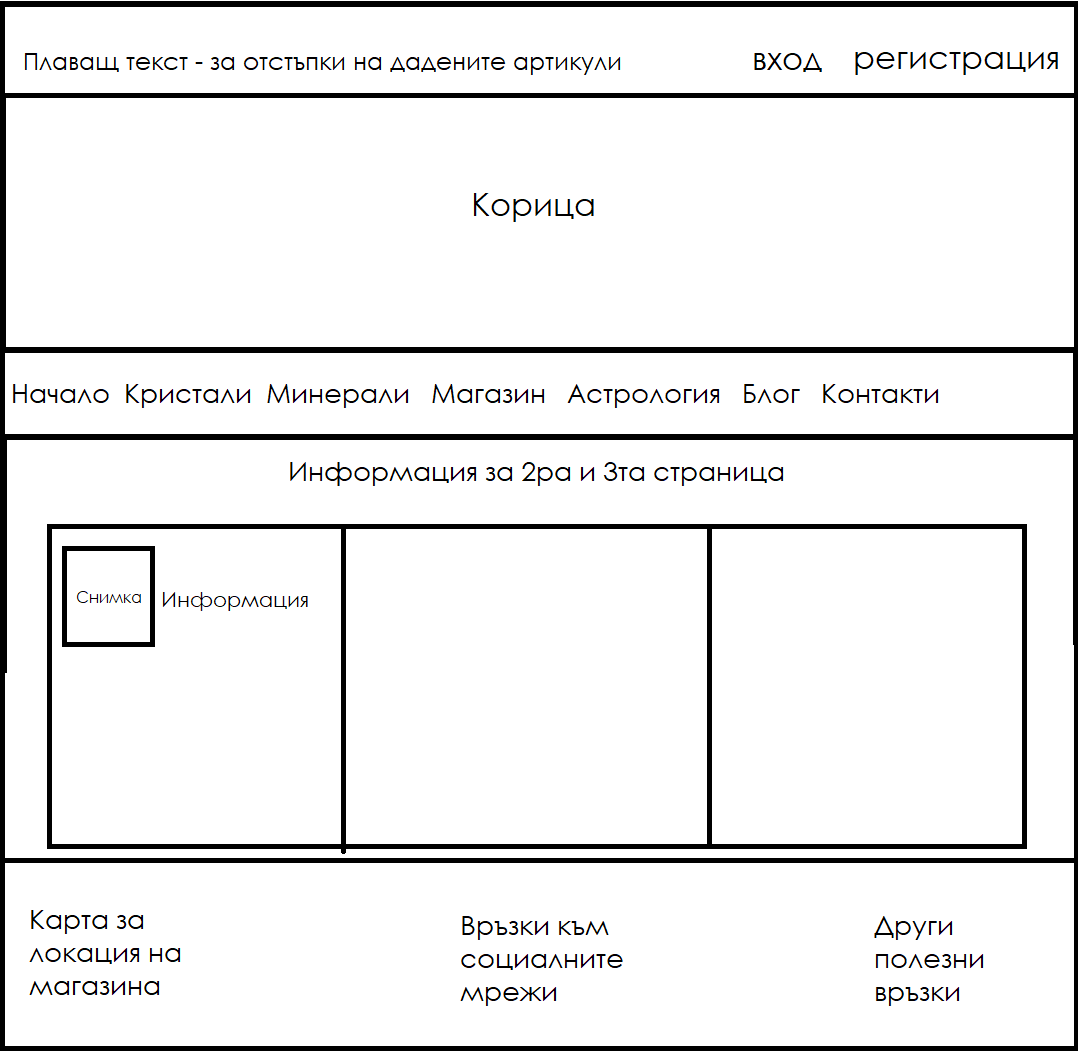 Плаващ текст - за отстъпки на дадените артикули вход регистрация
Корица
Начало Кристали Минерали Магазин Астрология Блог Контакти
Информация за 2ра и 3та страница
Снимка Информация
Карта за
локация на
магазина
Връзки към
социалните
мрежи
Други
полезни
връзки